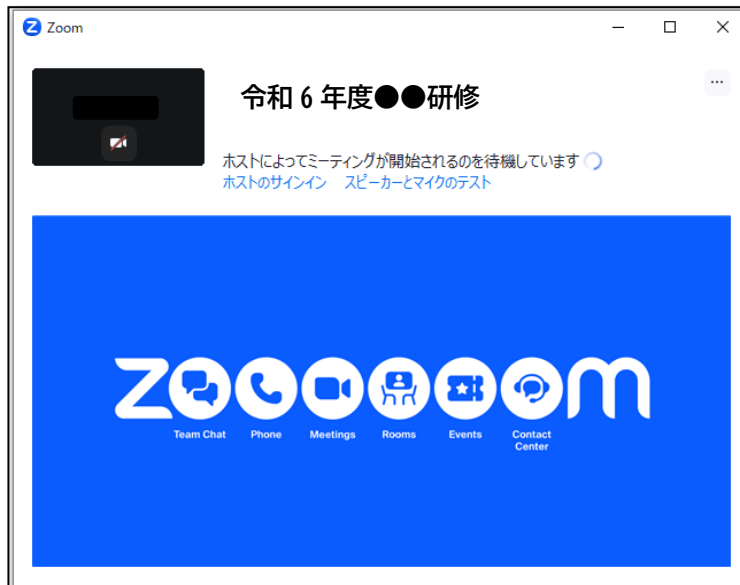 Zoom
令和６年度●●研修
ホストによってミーティングが開始されるのを待機しています
ホストのサインイン　スピーカーとマイクのテスト
zoooooom
Team Chat Phone Meetings Rooms Events Contact Center